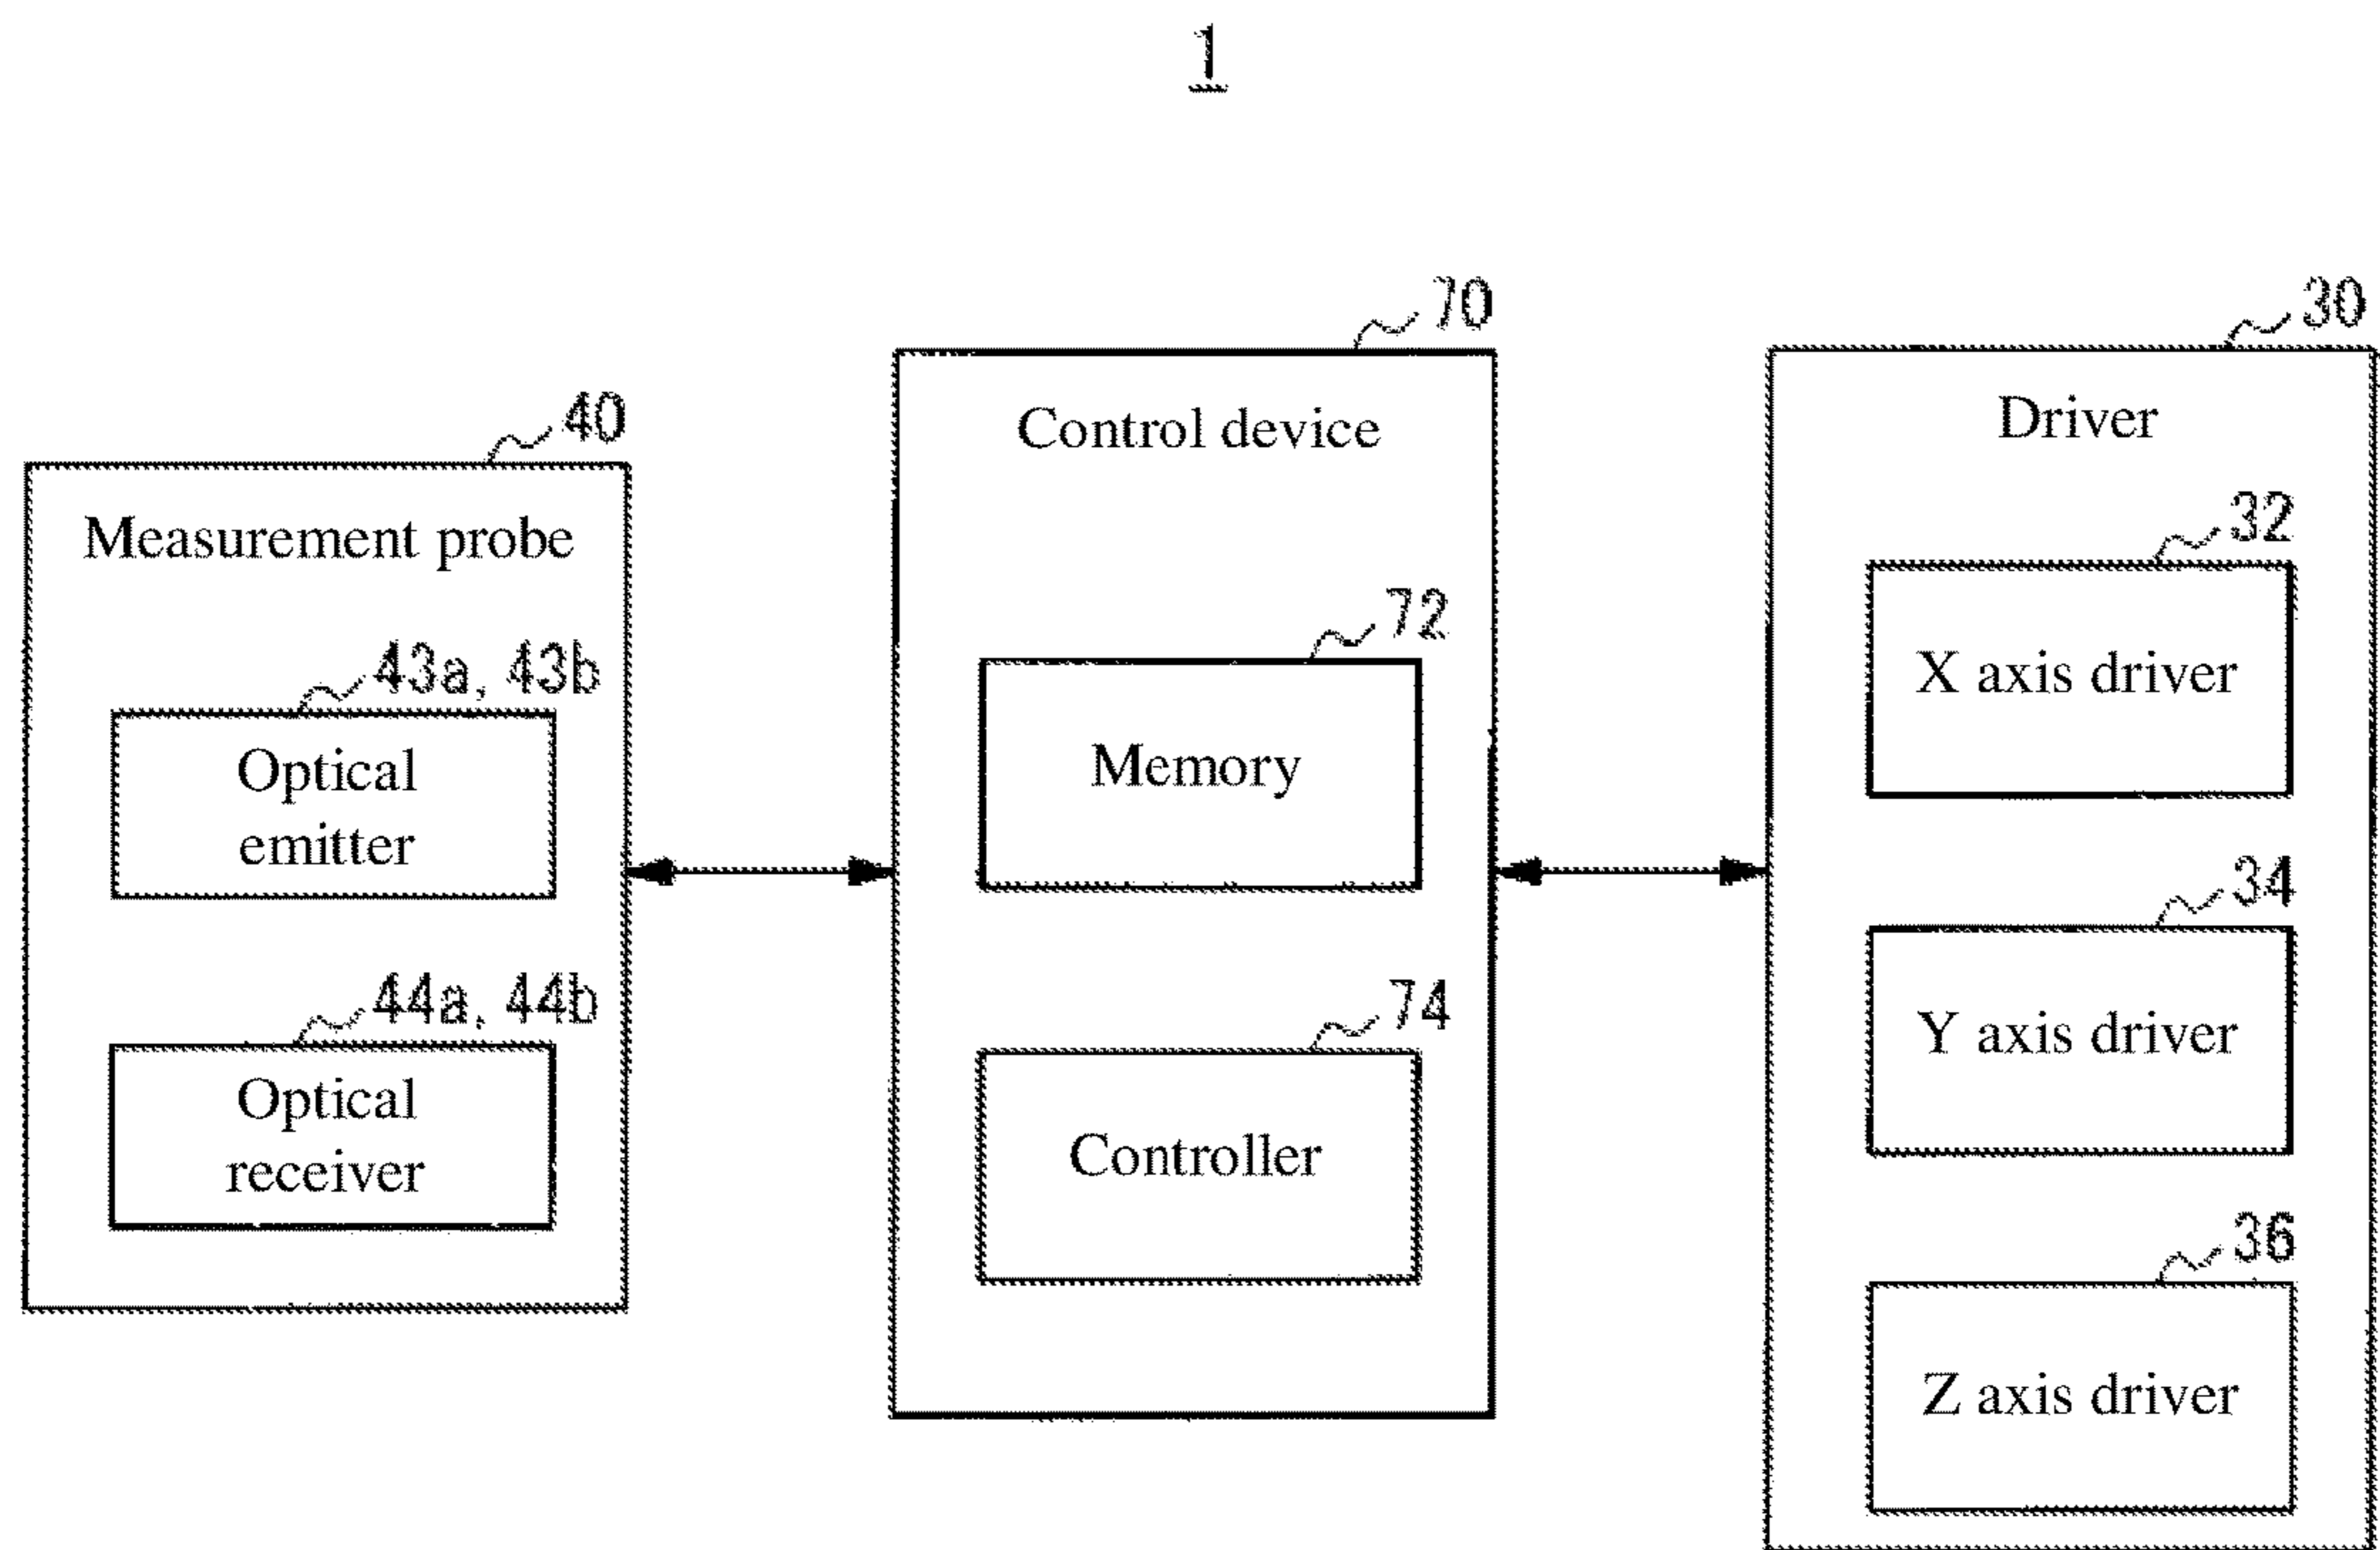 1
40
Measurement probe
43a, 43b
Optical
emitter
44a, 44b
Optical
receiver
70
Control device
72
Memory
74
Controller
30
Driver
32
X axis driver
34
Y axis driver
36
Z axis driver